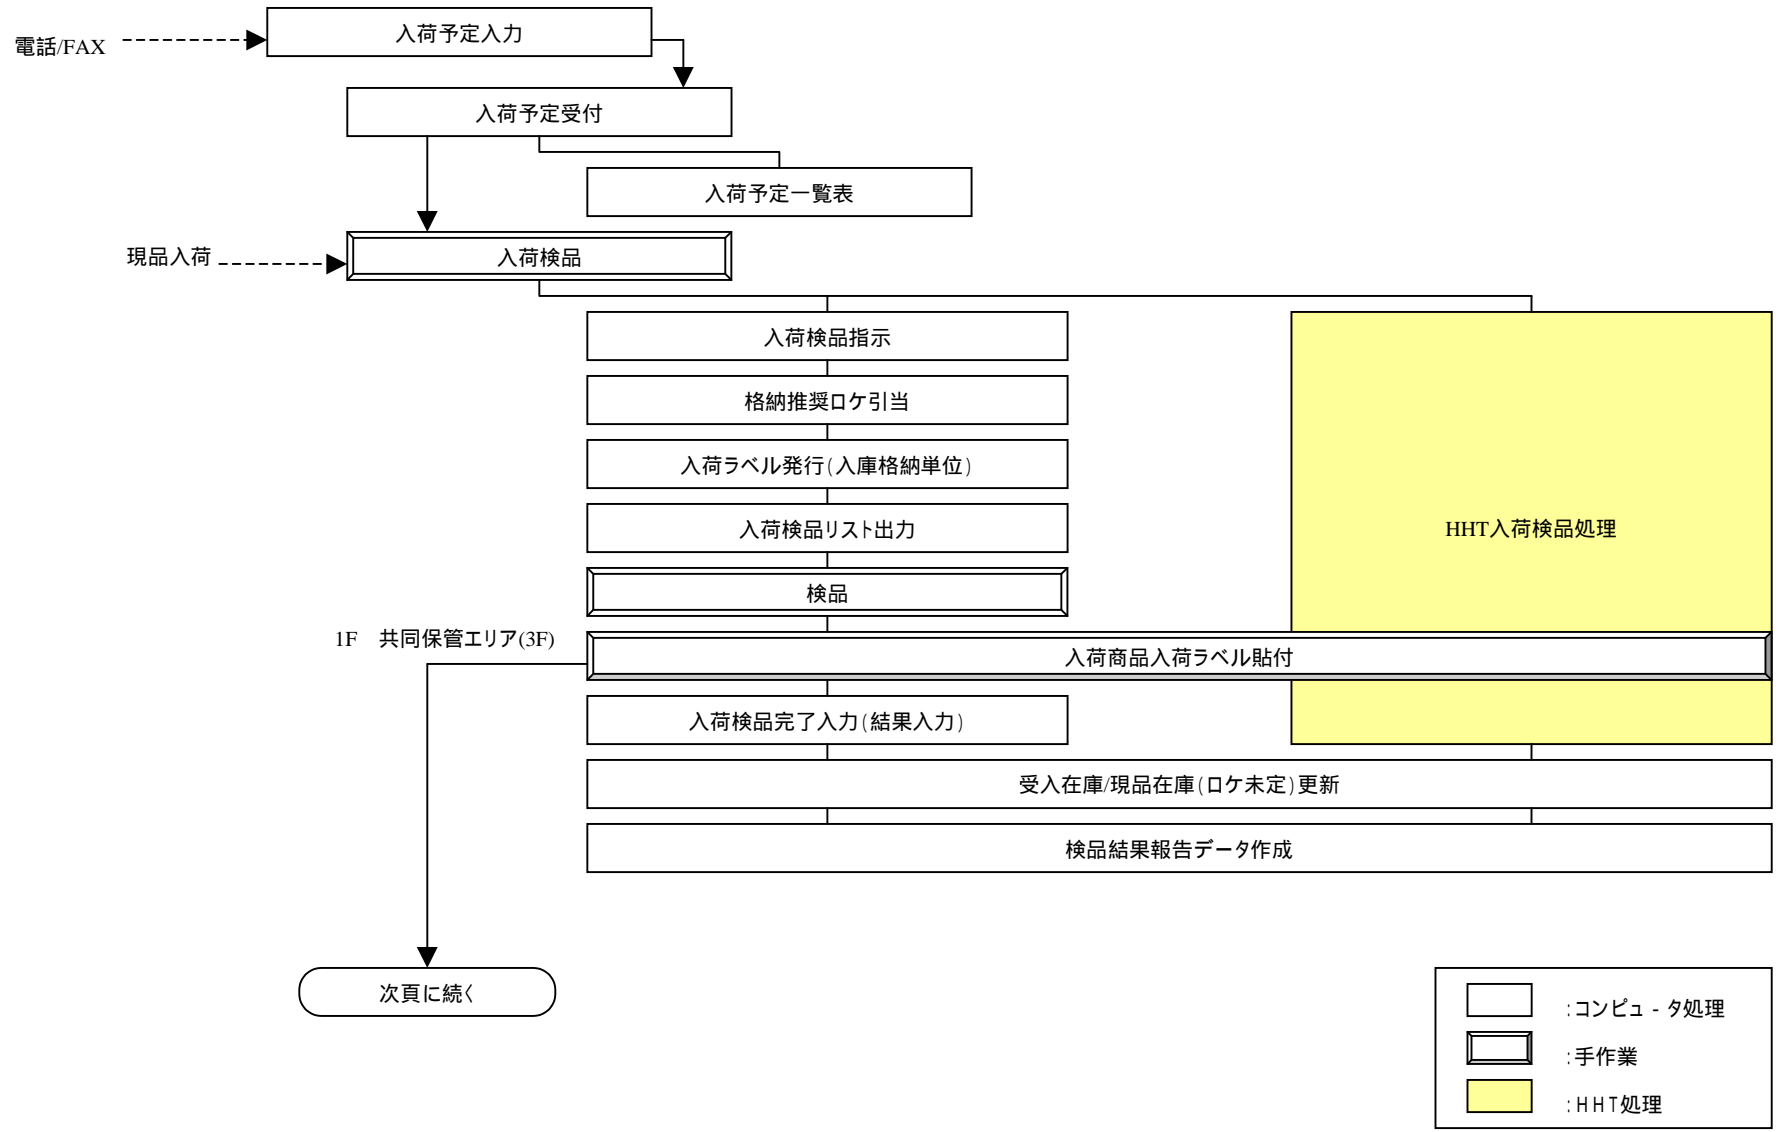 入荷予定入力
電話/FAX
入荷予定受付
入荷予定一覧表
現品入荷
入荷検品
入荷検品指示
格納推奨ロケ引当
入荷ラベル発行(入庫格納単位)
入荷検品リスト出力
HHT入荷検品処理
検品
1F　共同保管エリア(3F)
入荷商品入荷ラベル貼付
入荷検品完了入力(結果入力)
受入在庫/現品在庫(ロケ未定)更新
検品結果報告データ作成
次頁に続く
:コンピュ-タ処理
:手作業
:HHT処理